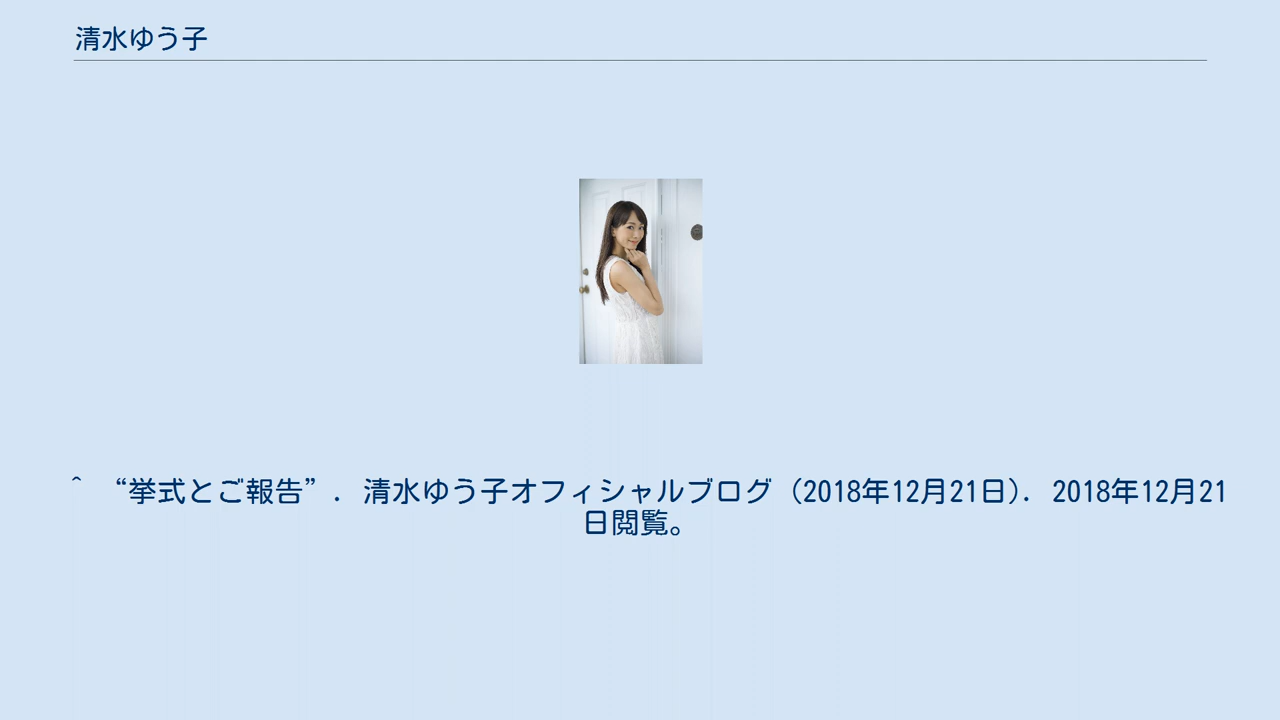 清水ゆう子
^ “挙式とご報告”. 清水ゆう子オフィシャルブログ (2018年12月21日). 2018年12月21
日閲覧。